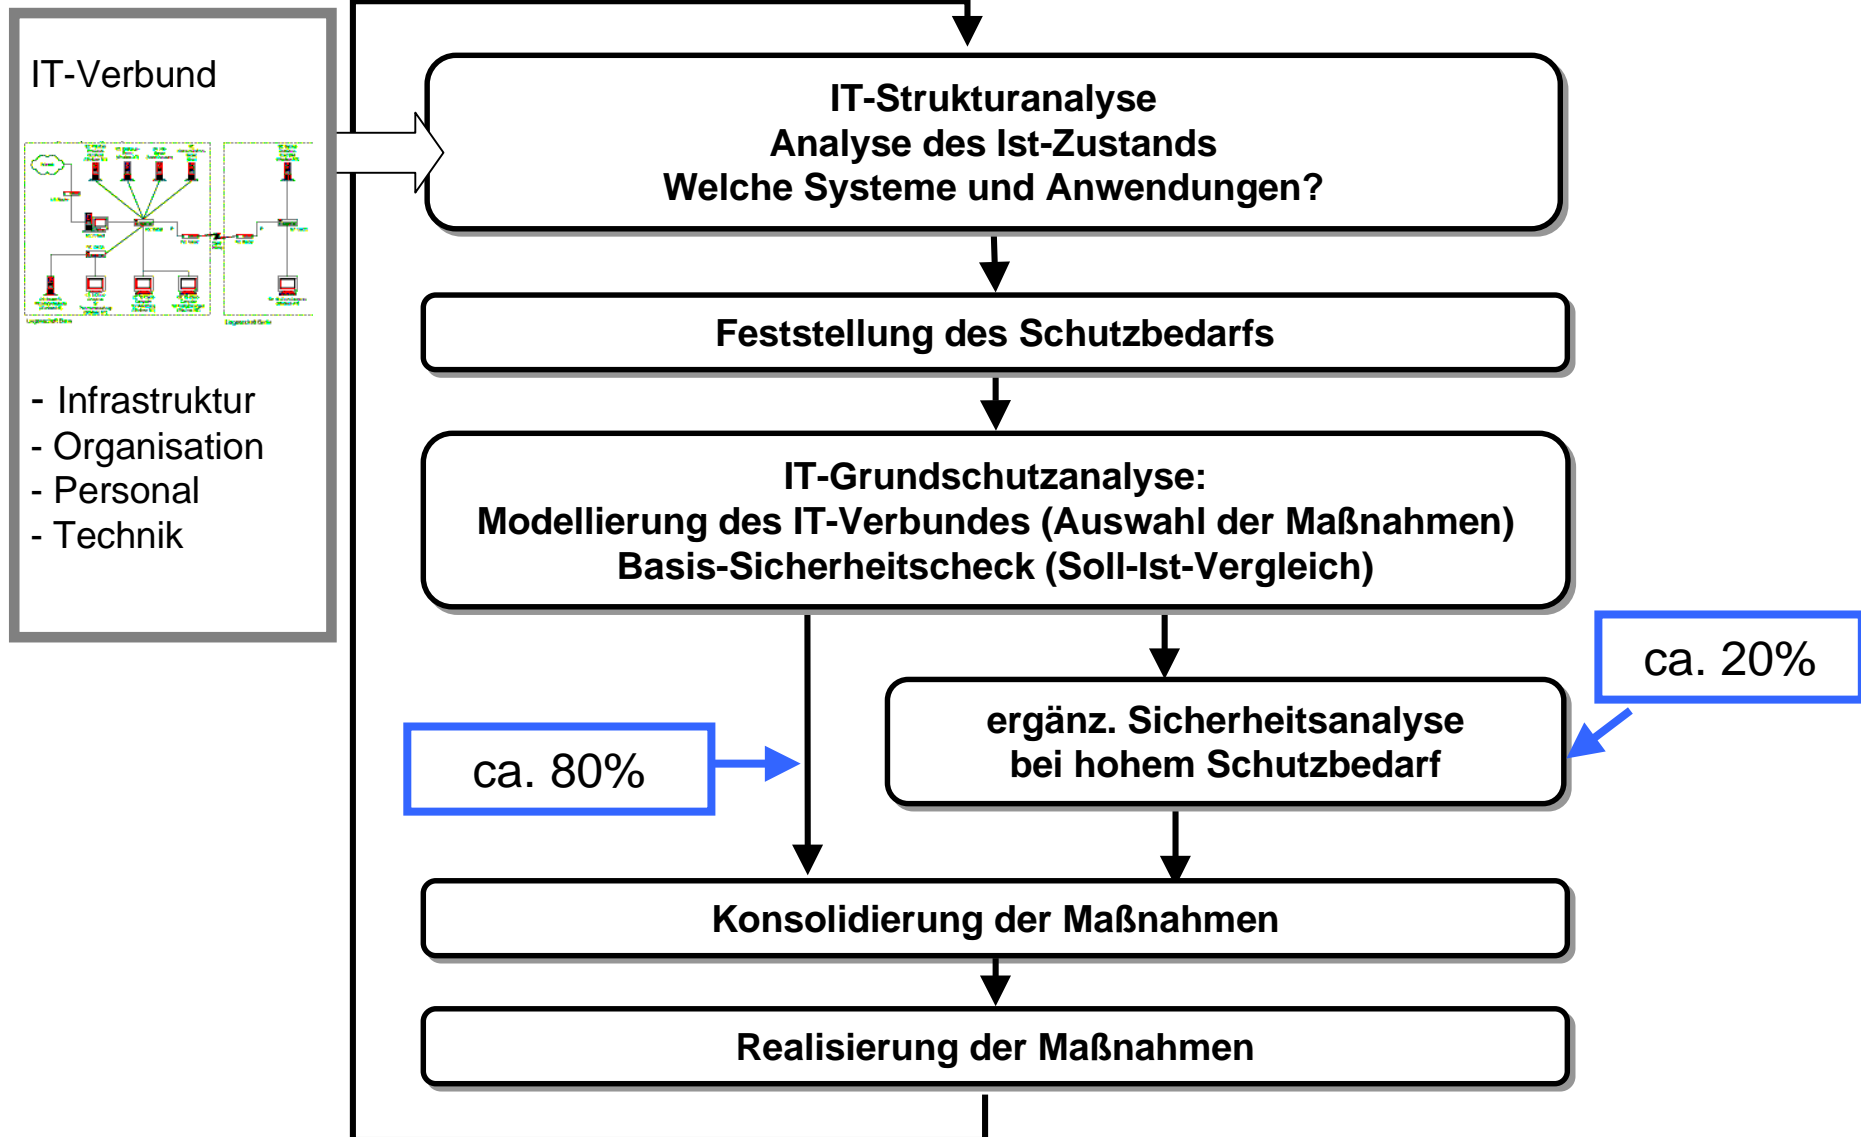 IT-Verbund
- Infrastruktur
- Organisation
- Personal
- Technik
IT-Strukturanalyse
Analyse des Ist-Zustands
Welche Systeme und Anwendungen?
Feststellung des Schutzbedarfs
IT-Grundschutzanalyse:
Modellierung des IT-Verbundes (Auswahl der Maßnahmen)
Basis-Sicherheitscheck (Soll-Ist-Vergleich)
ca. 20%
ergänz. Sicherheitsanalyse
bei hohem Schutzbedarf
ca. 80%
Konsolidierung der Maßnahmen
Realisierung der Maßnahmen